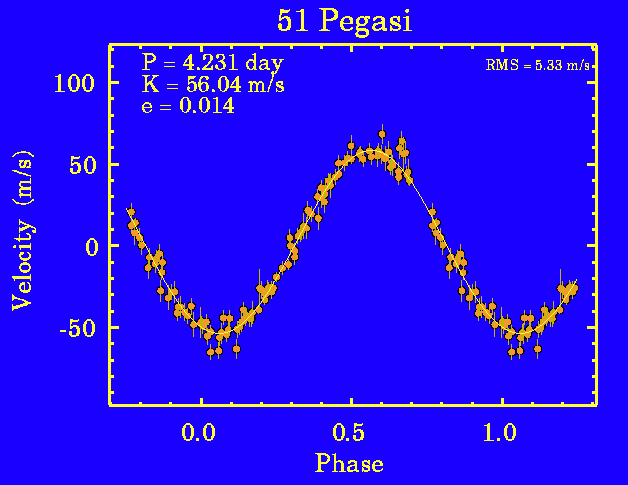 51 Pegasi
P = 4.231 day
RMS = 5.33 m/s
K = 56.04 m/s
e = 0.014
100
50
0
-50
Velocity (m/s)
0.0 0.5 1.0
Phase